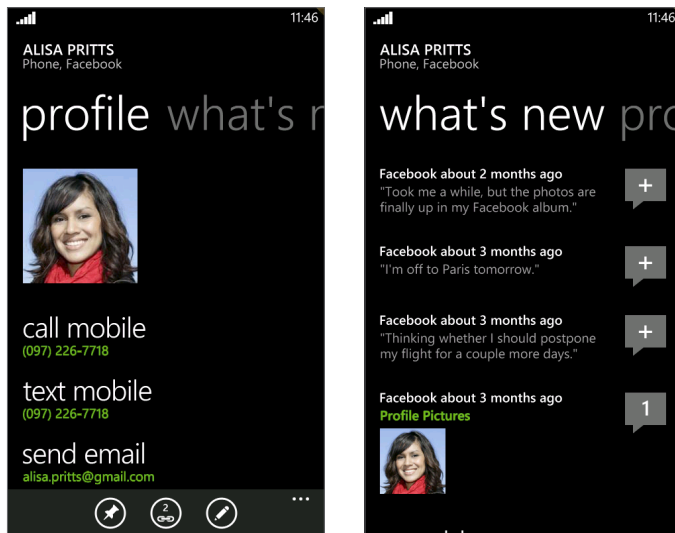 11:46
ALISA PRITTS
Phone, Facebook
profile what's n
call mobile
(097) 226-7718
text mobile
(097) 226-7718
send email
alisa.pritts@gmail.com
2
11:46
ALISA PRITTS
Phone, Facebook
what's new pro
Facebook about 2 months ago
"Took me a while, but the photos are
finally up in my Facebook album."
+
Facebook about 3 months ago
"I'm off to Paris tomorrow."
+
Facebook about 3 months ago
"Thinking whether I should postpone
my flight for a couple more days."
+
Facebook about 3 months ago
Profile Pictures
1